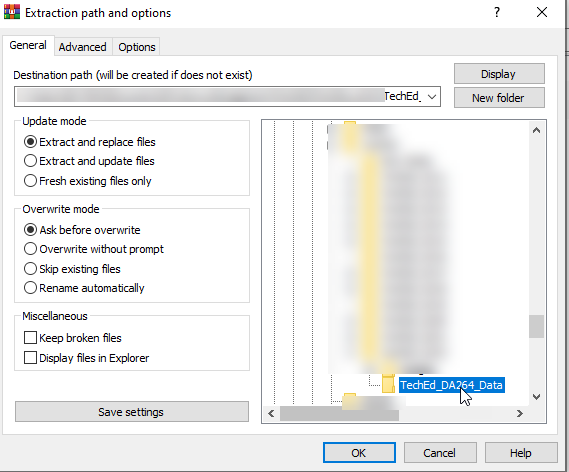 Extraction path and options
?
General
Advanced
Options
Destination path (will be created if does not exist)
Display
TechEd_
New folder
Update mode
Extract and replace files
Extract and update files
Fresh existing files only
Overwrite mode
Ask before overwrite
Overwrite without prompt
Skip existing files
Rename automatically
Miscellaneous
Keep broken files
Display files in Explorer
TechEd_DA264_Data
Save settings
OK
Cancel
Help